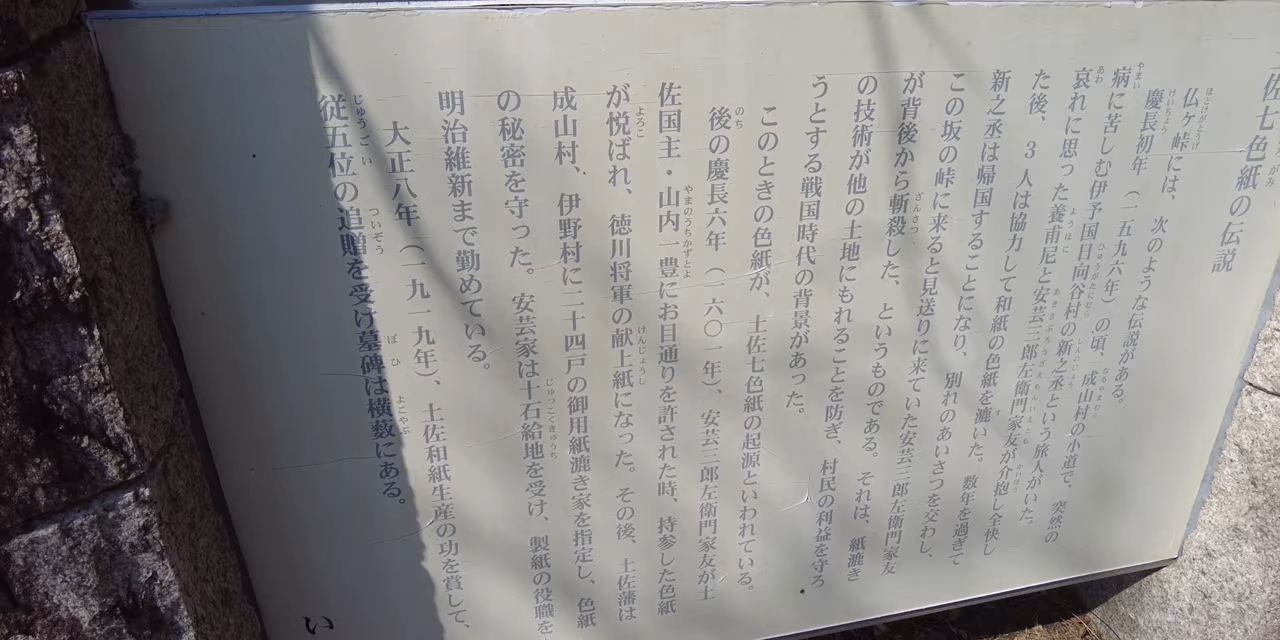 佐七色紙の伝説
仏ヶ峠には、次のような伝説がある。
慶長初年（一五九六年）の頃、成山村の小道で、突然の
病に苦しむ伊予国日向谷村の新之丞という旅人がいた。
哀れに思った養甫尼と安芸三郎左衛門家友が介抱し全快し
た後、3人は協力して和紙の色紙を漉いた。数年を過ぎて
新之丞は帰国することになり、別れのあいさつを交わし、
この坂の峠に来ると見送りに来ていた安芸三郎左衛門家友
が背後から斬殺した、というものである。それは、紙漉き
の技術が他の土地にもれることを防ぎ、村民の利益を守ろ
うとする戦国時代の背景があった。
このときの色紙が、土佐七色紙の起源といわれている。
後の慶長六年（一六〇一年）、安芸三郎左衛門家友が土
佐国主・山内一豊にお目通りを許された時、持参した色紙
が悦ばれ、徳川将軍の献上紙になった。その後、土佐藩は
成山村、伊野村に二十四戸の御用紙漉き家を指定し、色紙
の秘密を守った。安芸家は十石給地を受け、製紙の役職を
明治維新まで勤めている。
大正八年（一九一九年）、土佐和紙生産の功を賞して、
従五位の追贈を受け墓碑は横藪にある。
い